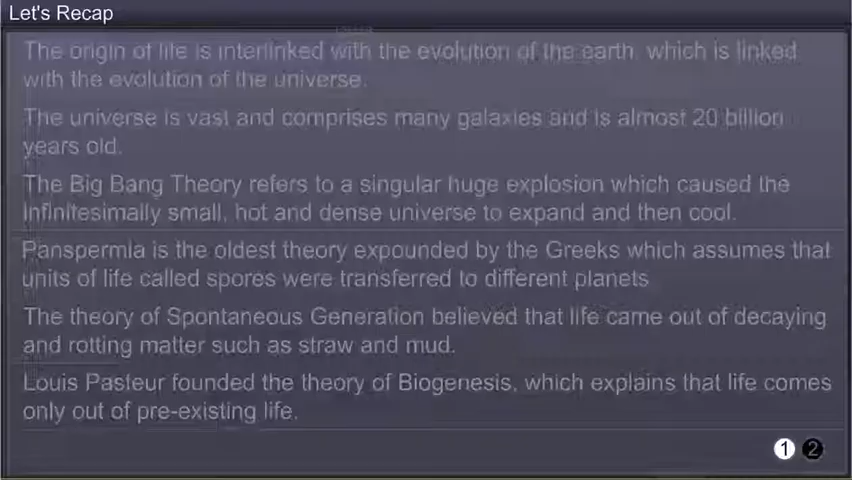 Let's Recap
The origin of life is interlinked with the evolution of the earth, which is linked
with the evolution of the universe.
The universe is vast and comprises many galaxies and is almost 20 billion
years old.
The Big Bang Theory refers to a singular huge explosion which caused the
infinitesimally small, hot and dense universe to expand and then cool.
Panspermia is the oldest theory expounded by the Greeks which assumes that
units of life called spores were transferred to different planets
The theory of Spontaneous Generation believed that life came out of decaying
and rotting matter such as straw and mud.
Louis Pasteur founded the theory of Biogenesis, which explains that life comes
only out of pre-existing life.
1 2